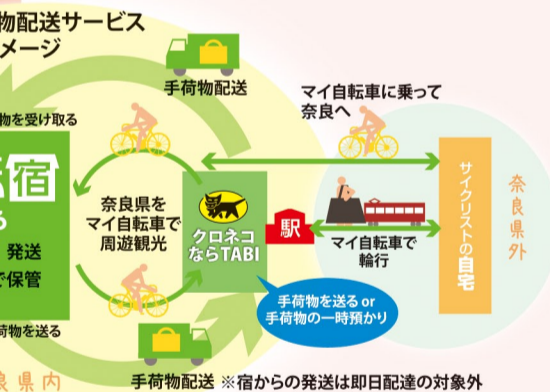 物配送サービス
メージ
手荷物配送
マイ自転車に乗って
奈良へ
物を受け取る
宿
奈良県を
マイ自転車で
周遊観光
クロネコ
ならTABI
駅
マイ自転車で
輪行
サイクリストの自宅
奈良県外
発送
で保管
手荷物を送る or
手荷物の一時預かり
荷物を送る
良県内
手荷物配送 ※宿からの発送は即日配達の対象外